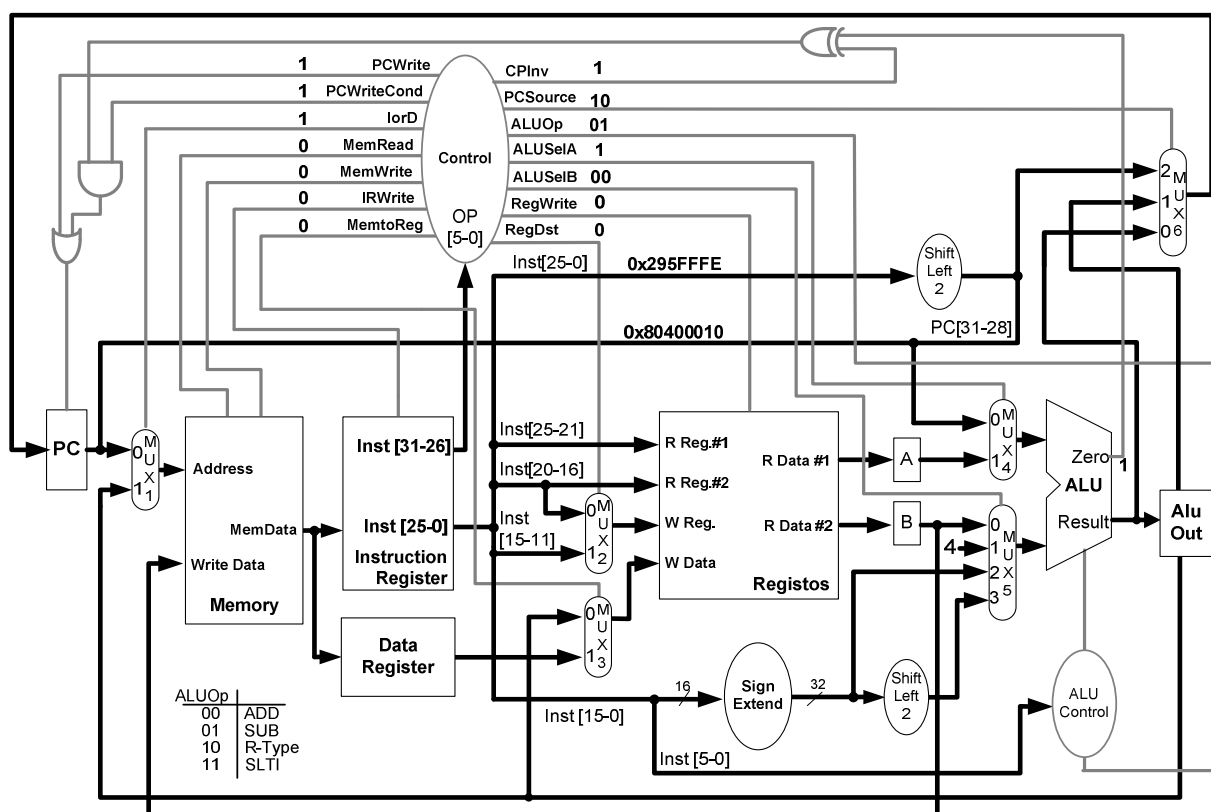 1 PCWrite
1 PCWriteCond
1 IorD
0 MemRead
0 MemWrite
0 IRWrite
0 MemtoReg
Control
OP
[5-0]
CPInv 1
PCSource 10
ALUOp 01
ALUSelA 1
ALUSelB 00
RegWrite 0
RegDst 0
Inst[25-0]
0x295FFFE
Shift
Left
2
2
1
0
M
U
X
6
PC[31-28]
0x80400010
PC
0
1
M
U
X
1
Address
MemData
Write Data
Memory
Inst [31-26]
Inst [25-0]
Instruction
Register
Data
Register
Inst[25-21]
Inst[20-16]
Inst
[15-11]
0
1
M
U
X
2
0
1
M
U
X
3
R Reg.#1
R Reg.#2
W Reg.
W Data
R Data #1
R Data #2
Registos
A
B
0
1
M
U
X
4
4
0
1
2
3
M
U
X
5
Zero
1
ALU
Result
Alu
Out
Inst [15-0]
16
Sign
Extend
32
Shift
Left
2
ALU
Control
Inst [5-0]
ALUOp
00 ADD
01 SUB
10 R-Type
11 SLTI